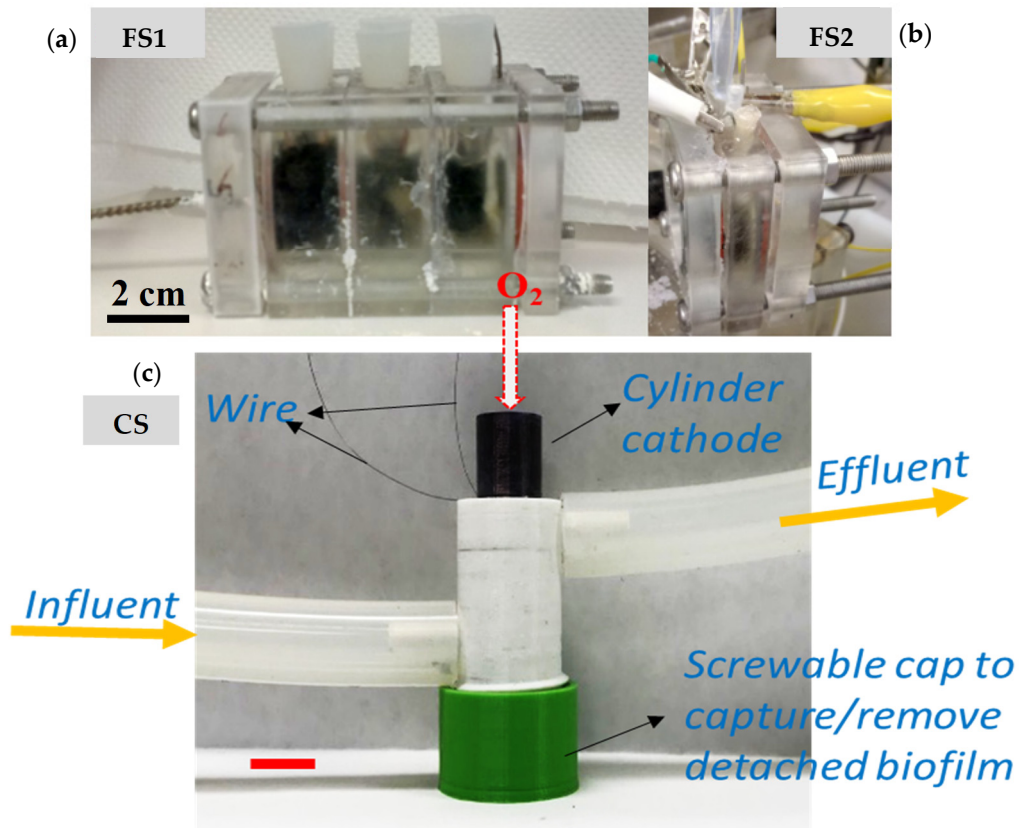 (a)
FS1
FS2
(b)
2 cm
O₂
(c)
CS
Wire
Cylinder
cathode
Effluent
Influent
Screwable cap to
capture/remove
detached biofilm